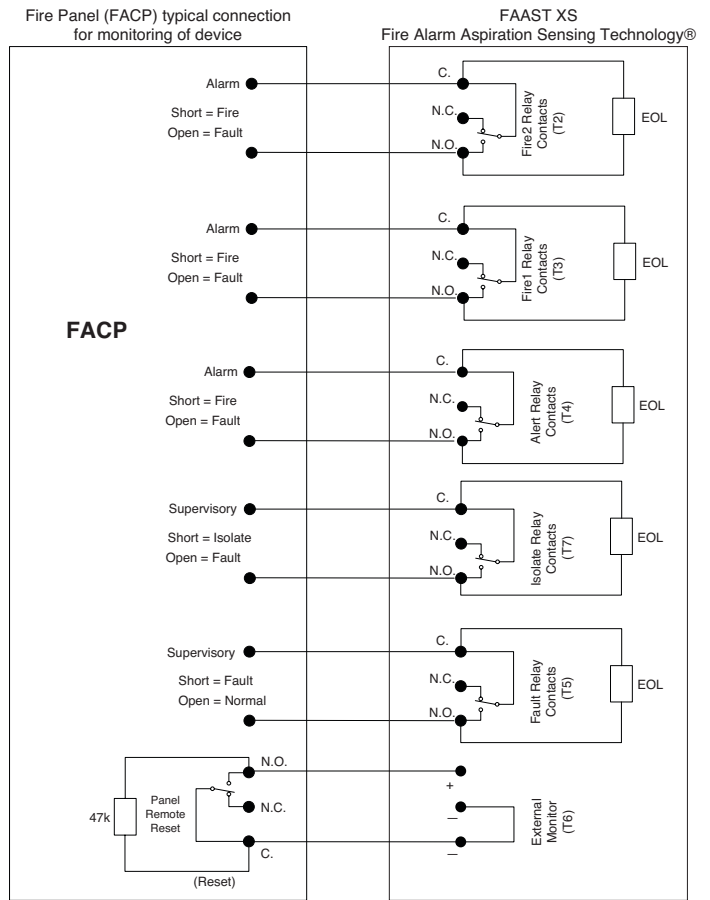 Fire Panel (FACP) typical connection
for monitoring of device
FAAST XS
Fire Alarm Aspiration Sensing Technology®
Alarm
Short = Fire
Open = Fault
C.
N.C.
N.O.
Fire2 Relay
Contacts
(T2)
EOL
Alarm
Short = Fire
Open = Fault
C.
N.C.
N.O.
Fire1 Relay
Contacts
(T3)
EOL
FACP
Alarm
Short = Fire
Open = Fault
C.
N.C.
N.O.
Alert Relay
Contacts
(T4)
EOL
Supervisory
Short = Isolate
Open = Fault
C.
N.C.
N.O.
Isolate Relay
Contacts
(T7)
EOL
Supervisory
Short = Fault
Open = Normal
C.
N.C.
N.O.
Fault Relay
Contacts
(T5)
EOL
47k
Panel
Remote
Reset
N.O.
N.C.
C.
(Reset)
+
—
—
External
Monitor
(T6)